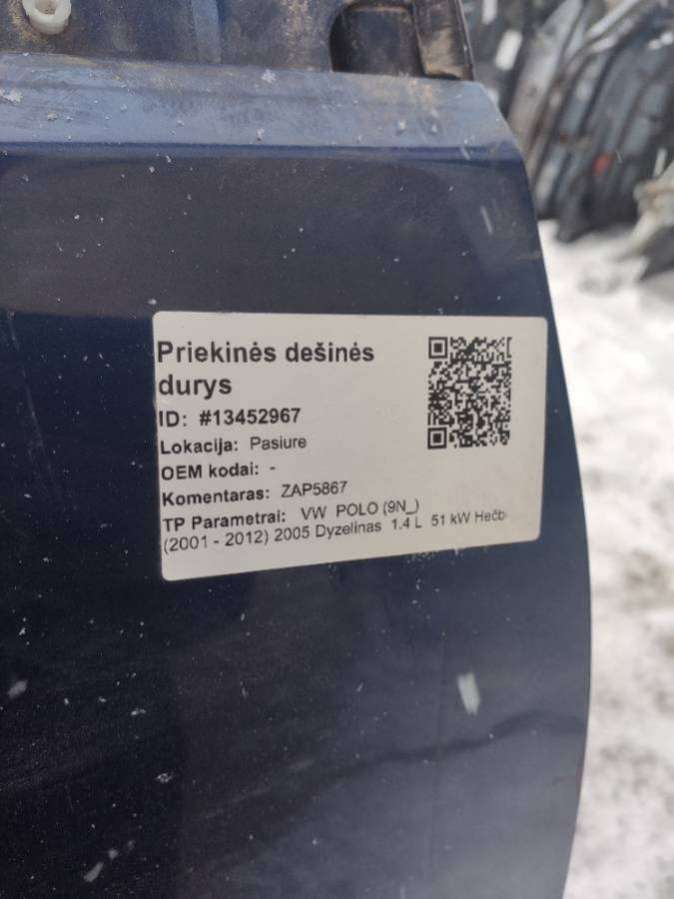 Priekinės dešinės
durys
ID: #13452967
Lokacija: Pasiure
OEM kodai: -
Komentaras: ZAP5867
TP Parametrai: VW POLO (9N_)
(2001 - 2012) 2005 Dyzelinas 1.4 L 51 kW Hečb